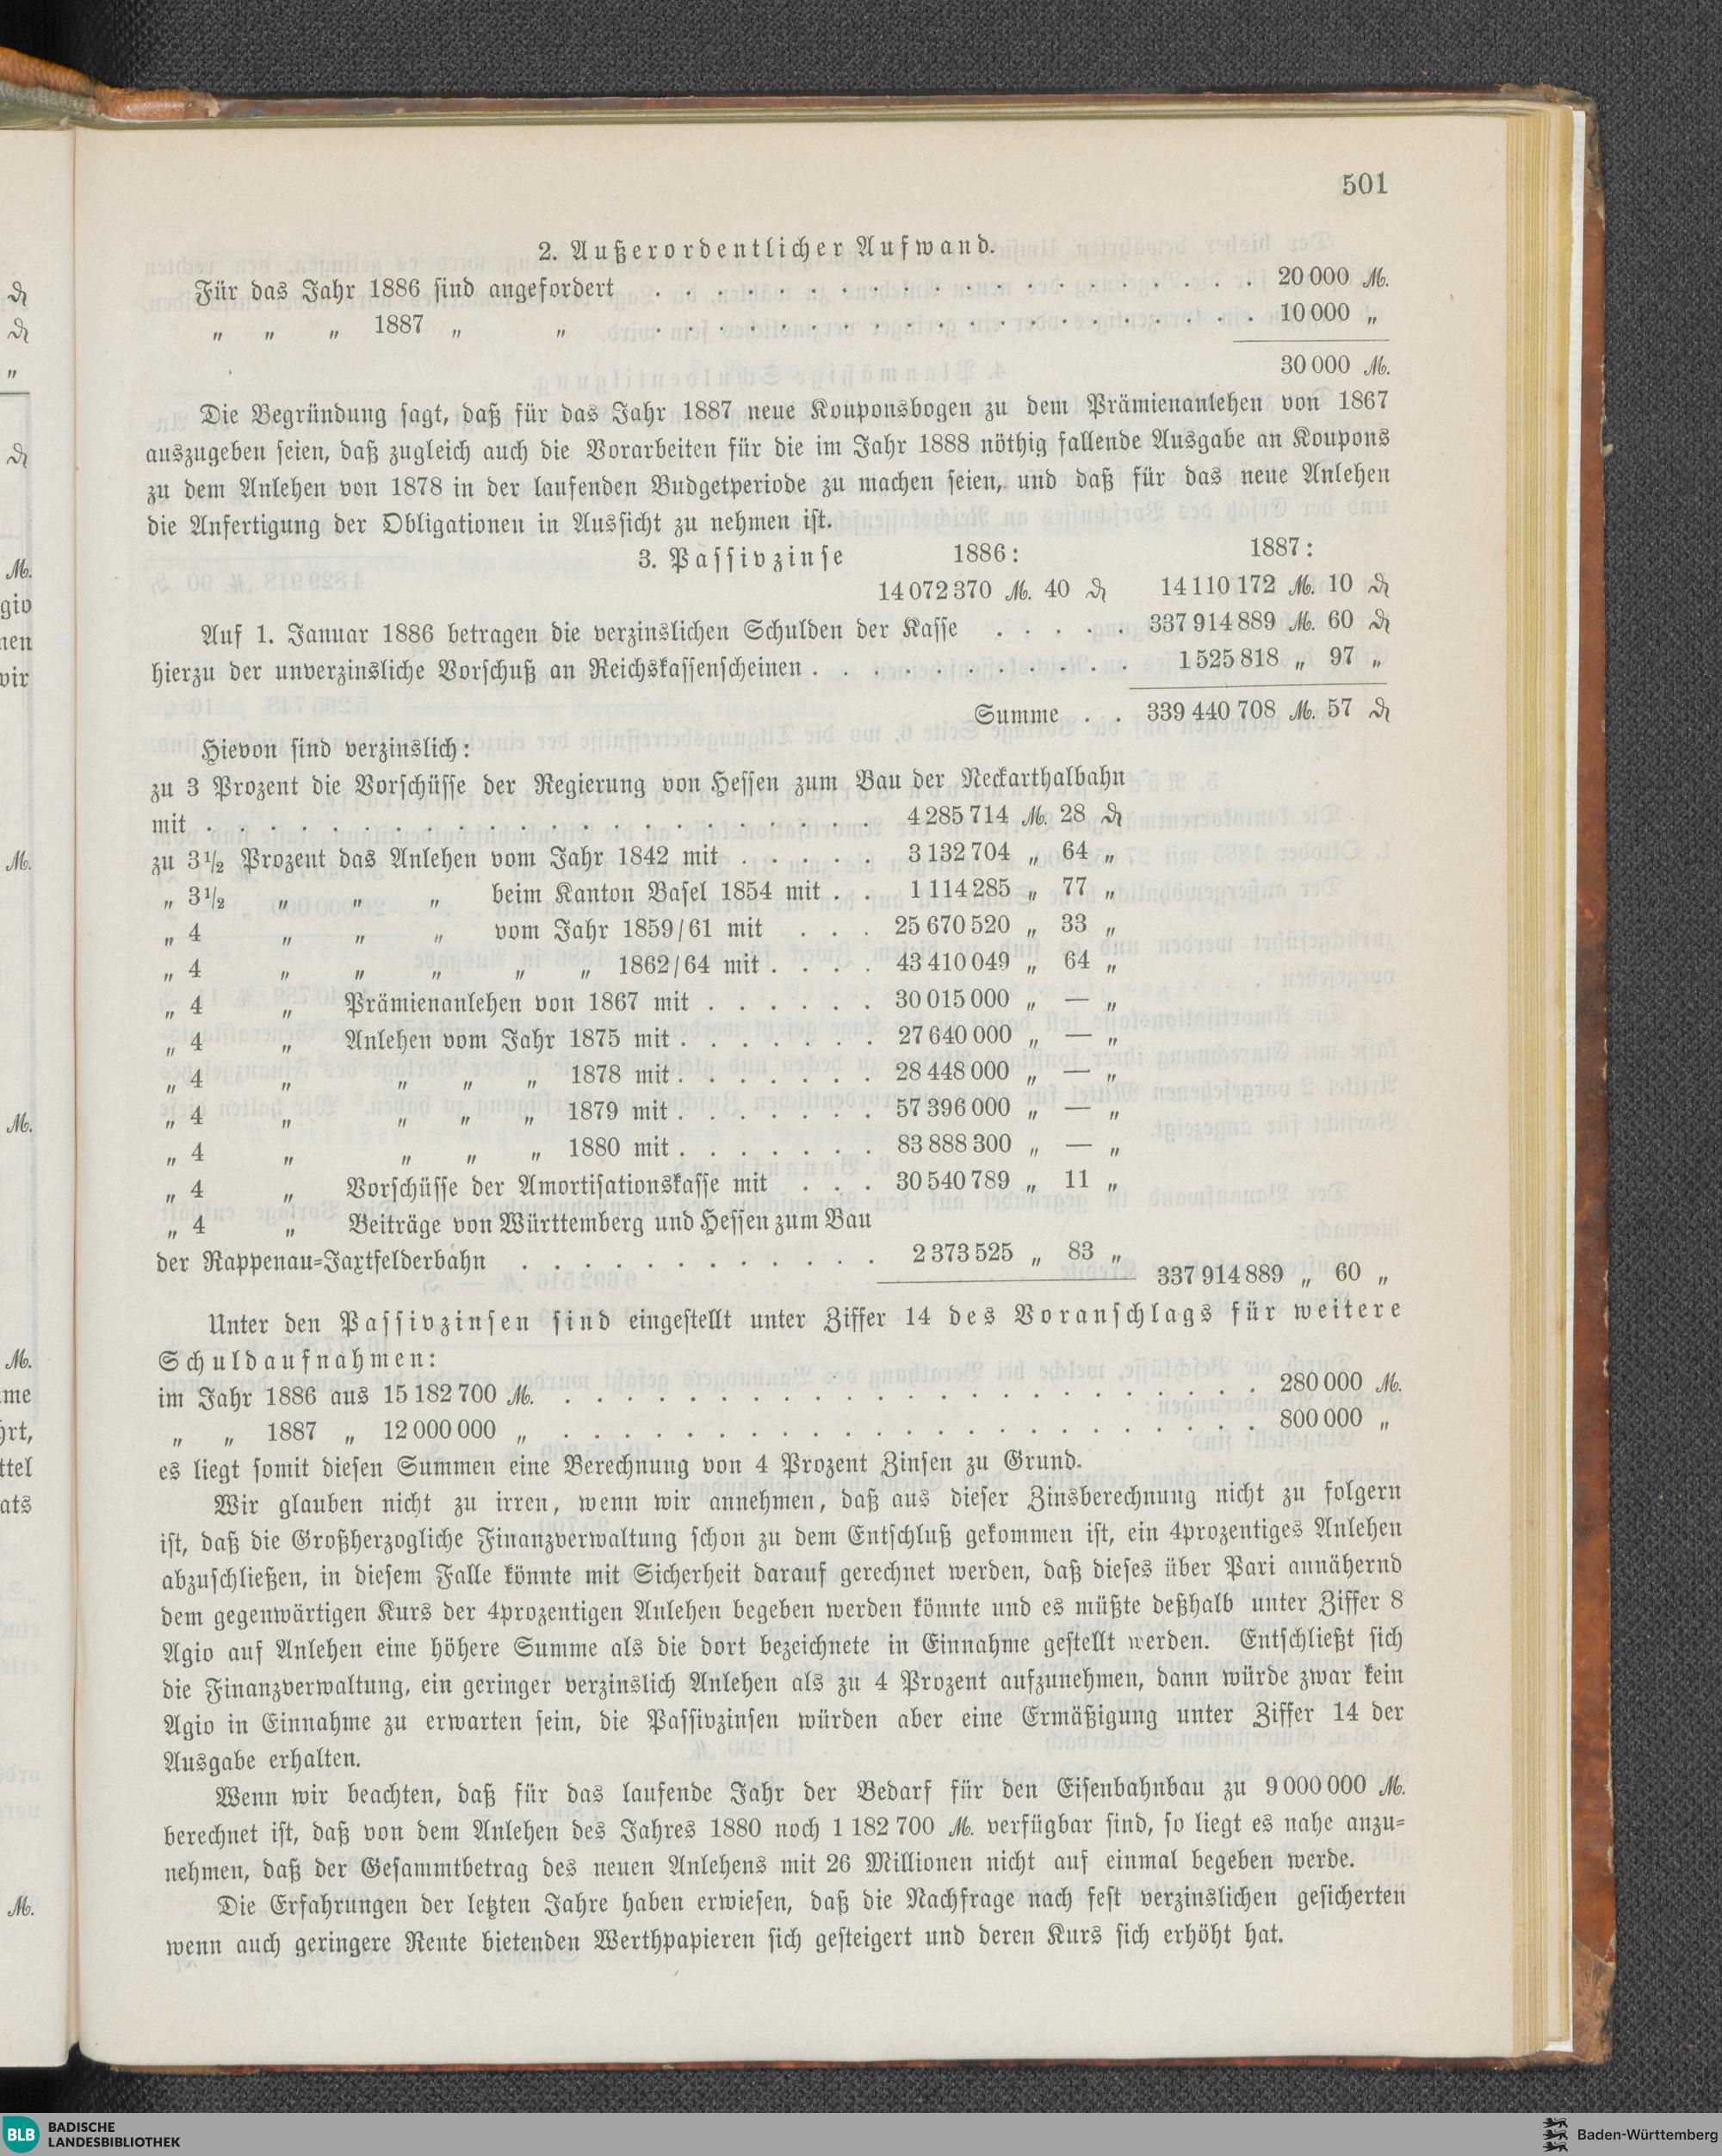 501
2. Außerordentlicher Aufwand.
Für das Jahr 1886 sind angefordert . . . . . . . . . . . . . . . . . . . . 20 000 ℳ.
„ „ „ 1887 „ „ . . . . . . . . . . . . . . . . . . . . 10 000 „
30 000 ℳ.
Die Begründung sagt, daß für das Jahr 1887 neue Kouponsbogen zu dem Prämienanlehen von 1867
auszugeben seien, daß zugleich auch die Vorarbeiten für die im Jahr 1888 nöthig fallende Ausgabe an Koupons
zu dem Anlehen von 1878 in der laufenden Budgetperiode zu machen seien, und daß für das neue Anlehen
die Anfertigung der Obligationen in Aussicht zu nehmen ist.
3. Passivzinse 1886: 1887:
14 072 370 ℳ. 40 ₰ 14 110 172 ℳ. 10 ₰
Auf 1. Januar 1886 betragen die verzinslichen Schulden der Kasse . . . . . 337 914 889 ℳ. 60 ₰
hierzu der unverzinsliche Vorschuß an Reichskassenscheinen . . . . . . . . . . . 1 525 818 „ 97 „
Summe . . 339 440 708 ℳ. 57 ₰
Hievon sind verzinslich:
zu 3 Prozent die Vorschüsse der Regierung von Hessen zum Bau der Neckarthalbahn
mit . . . . . . . . . . . . . . . . . . . . . . 4 285 714 ℳ. 28 ₰
zu 3½ Prozent das Anlehen vom Jahr 1842 mit . . . . . 3 132 704 „ 64 „
„ 3½ „ „ „ beim Kanton Basel 1854 mit . . 1 114 285 „ 77 „
„ 4 „ „ „ vom Jahr 1859/61 mit . . . 25 670 520 „ 33 „
„ 4 „ „ „ „ „ 1862/64 mit . . . . 43 410 049 „ 64 „
„ 4 „ Prämienanlehen von 1867 mit . . . . . . 30 015 000 „ — „
„ 4 „ Anlehen vom Jahr 1875 mit . . . . . . . 27 640 000 „ — „
„ 4 „ „ „ „ 1878 mit . . . . . . . 28 448 000 „ — „
„ 4 „ „ „ „ 1879 mit . . . . . . . 57 396 000 „ — „
„ 4 „ „ „ „ 1880 mit . . . . . . . 83 888 300 „ — „
„ 4 „ Vorschüsse der Amortisationskasse mit . . . 30 540 789 „ 11 „
„ 4 „ Beiträge von Württemberg und Hessen zum Bau
der Rappenau=Jaxtfelderbahn . . . . . . . . . . . . 2 373 525 „ 83 „
337 914 889 „ 60 „
Unter den Passivzinsen sind eingestellt unter Ziffer 14 des Voranschlags für weitere
Schuldaufnahmen:
im Jahr 1886 aus 15 182 700 ℳ. . . . . . . . . . . . . . . . . . . . . . . . 280 000 ℳ.
„ „ 1887 „ 12 000 000 „ . . . . . . . . . . . . . . . . . . . . . . . 800 000 „
es liegt somit diesen Summen eine Berechnung von 4 Prozent Zinsen zu Grund.
Wir glauben nicht zu irren, wenn wir annehmen, daß aus dieser Zinsberechnung nicht zu folgern
ist, daß die Großherzogliche Finanzverwaltung schon zu dem Entschluß gekommen ist, ein 4prozentiges Anlehen
abzuschließen, in diesem Falle könnte mit Sicherheit darauf gerechnet werden, daß dieses über Pari annähernd
dem gegenwärtigen Kurs der 4prozentigen Anlehen begeben werden könnte und es müßte deßhalb unter Ziffer 8
Agio auf Anlehen eine höhere Summe als die dort bezeichnete in Einnahme gestellt werden. Entschließt sich
die Finanzverwaltung, ein geringer verzinslich Anlehen als zu 4 Prozent aufzunehmen, dann würde zwar kein
Agio in Einnahme zu erwarten sein, die Passivzinsen würden aber eine Ermäßigung unter Ziffer 14 der
Ausgabe erhalten.
Wenn wir beachten, daß für das laufende Jahr der Bedarf für den Eisenbahnbau zu 9 000 000 ℳ.
berechnet ist, daß von dem Anlehen des Jahres 1880 noch 1 182 700 ℳ. verfügbar sind, so liegt es nahe anzu=
nehmen, daß der Gesammtbetrag des neuen Anlehens mit 26 Millionen nicht auf einmal begeben werde.
Die Erfahrungen der letzten Jahre haben erwiesen, daß die Nachfrage nach fest verzinslichen gesicherten
wenn auch geringere Rente bietenden Werthpapieren sich gesteigert und deren Kurs sich erhöht hat.
BLB BADISCHE
LANDESBIBLIOTHEK
Baden-Württemberg